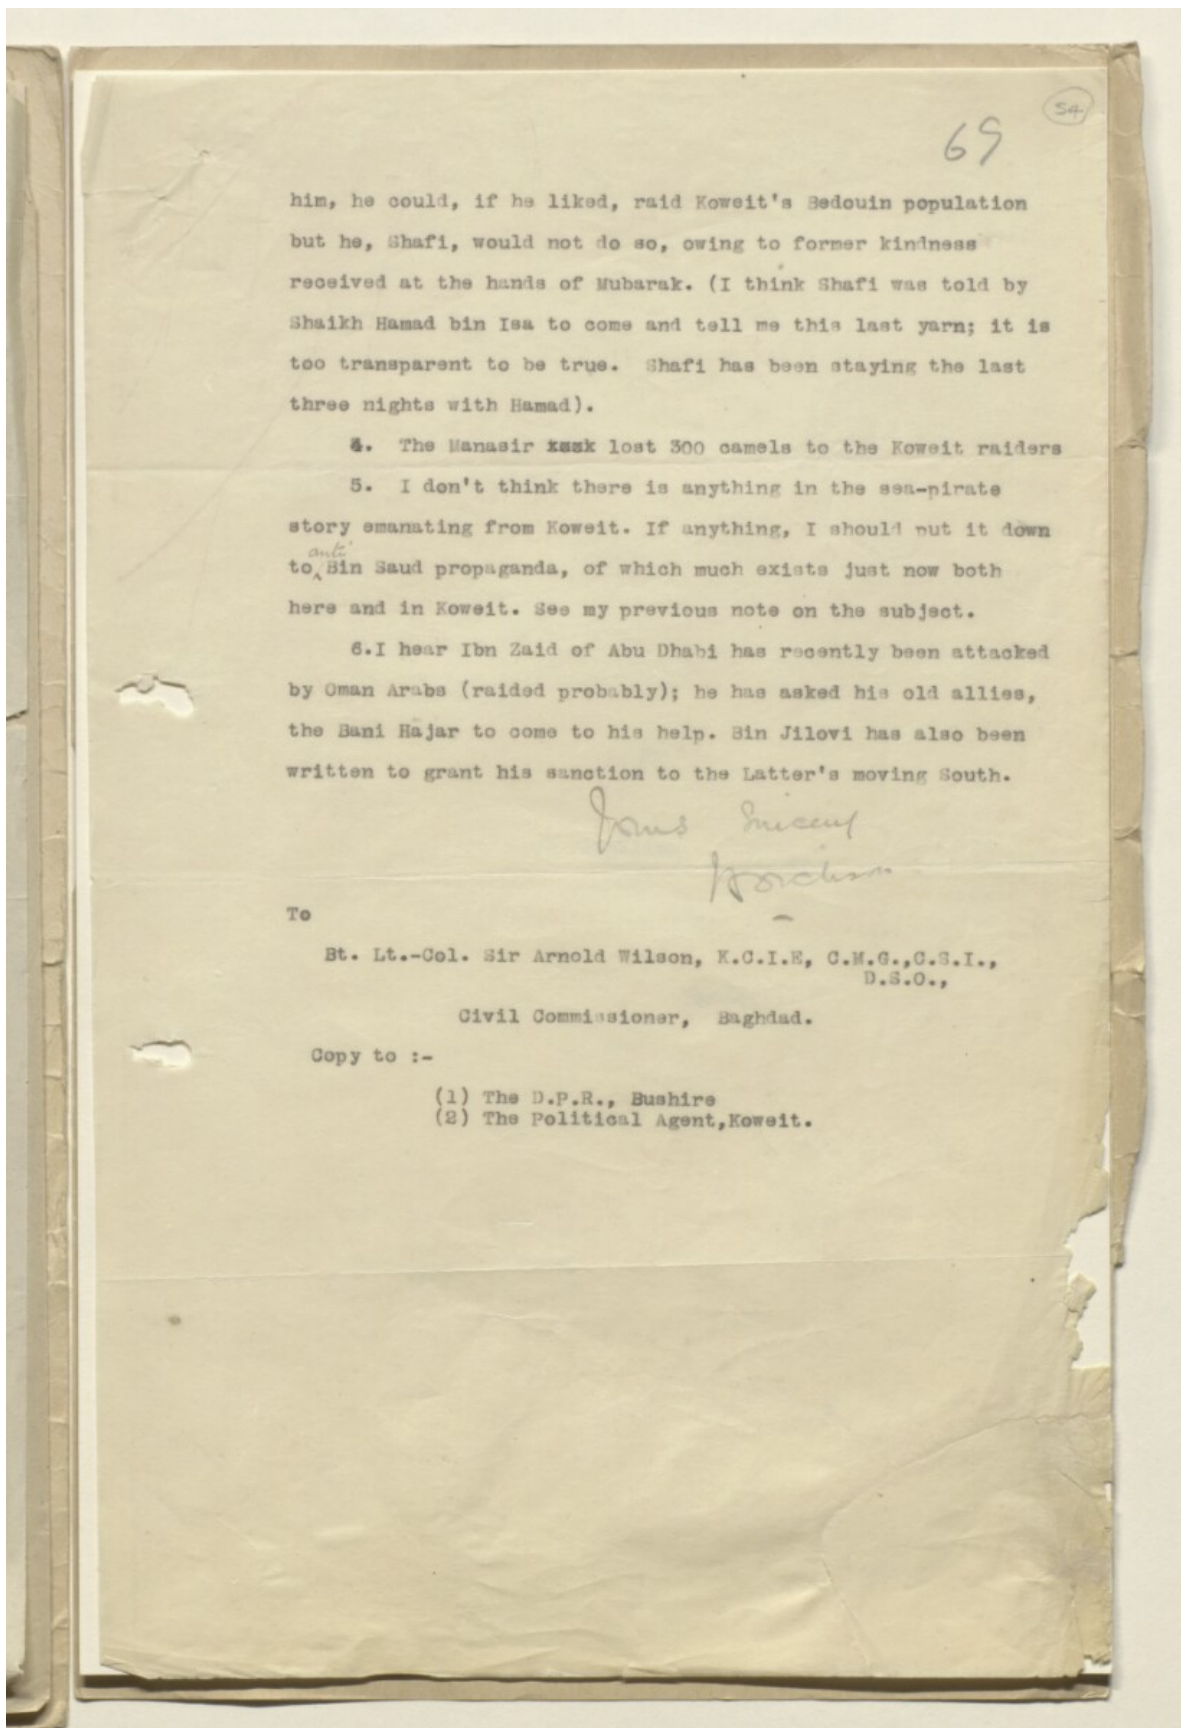 54
69
him, he could, if he liked, raid Koweit's Bedouin population
but he, Shafi, would not do so, owing to former kindness
received at the hands of Mubarak. (I think Shafi was told by
Shaikh Hamad bin Isa to come and tell me this last yarn; it is
too transparent to be true. Shafi has been staying the last
three nights with Hamad).
4. The Manasir lost 300 camels to the Koweit raiders
5. I don't think there is anything in the sea-pirate
story emanating from Koweit. If anything, I should put it down
to anti Bin Saud propaganda, of which much exists just now both
here and in Koweit. See my previous note on the subject.
6.I hear Ibn Zaid of Abu Dhabi has recently been attacked
by Oman Arabs (raided probably); he has asked his old allies,
the Bani Hajar to come to his help. Bin Jilovi has also been
written to grant his sanction to the Latter's moving South.
Yours Sincerely
To
Bt. Lt.-Col. Sir Arnold Wilson, K.C.I.E, C.M.G.,C.S.I.,
D.S.O.,
Civil Commissioner, Baghdad.
Copy to :-
(1) The D.P.R., Bushire
(2) The Political Agent,Koweit.